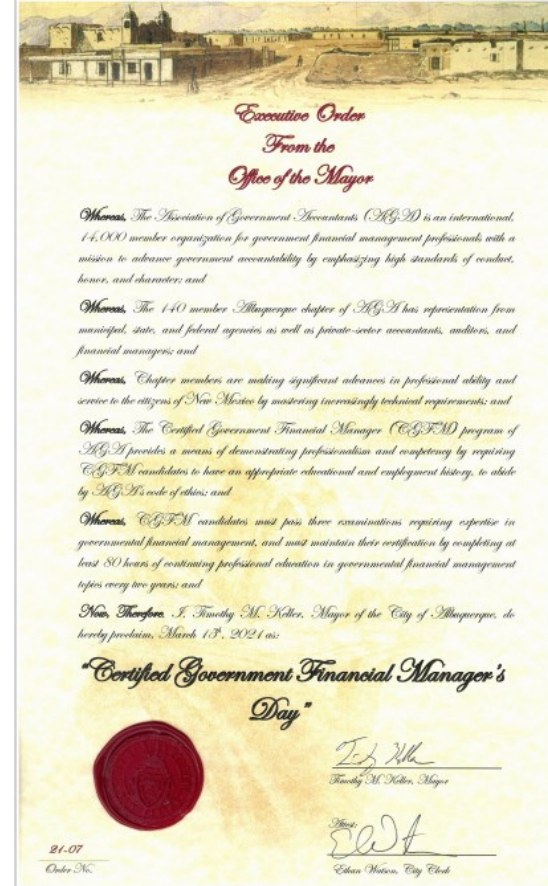 Executive Order
From the
Office of the Mayor
Whereas, The Association of Government Accountants (AGA) is an international,
14,000 member organization for government financial management professionals with a
mission to advance government accountability by emphasizing high standards of conduct,
honor, and character; and
Whereas, The 140 member Albuquerque chapter of AGA has representation from
municipal, state, and federal agencies as well as private-sector accountants, auditors, and
financial managers; and
Whereas, Chapter members are making significant advances in professional ability and
service to the citizens of New Mexico by mastering increasingly technical requirements; and
Whereas, The Certified Government Financial Manager (CGFM) program of
AGA provides a means of demonstrating professionalism and competency by requiring
CGFM candidates to have an appropriate educational and employment history, to abide
by AGA's code of ethics; and
Whereas, CGFM candidates must pass three examinations requiring expertise in
governmental financial management, and must maintain their certification by completing at
least 80 hours of continuing professional education in governmental financial management
topics every two years; and
Now, Therefore, I, Timothy M. Keller, Mayor of the City of Albuquerque, do
hereby proclaim, March 13th, 2021 as:
"Certified Government Financial Manager's
Day"
Timothy M. Keller, Mayor
Attest:
Ethan Watson, City Clerk
21-07
Order No.